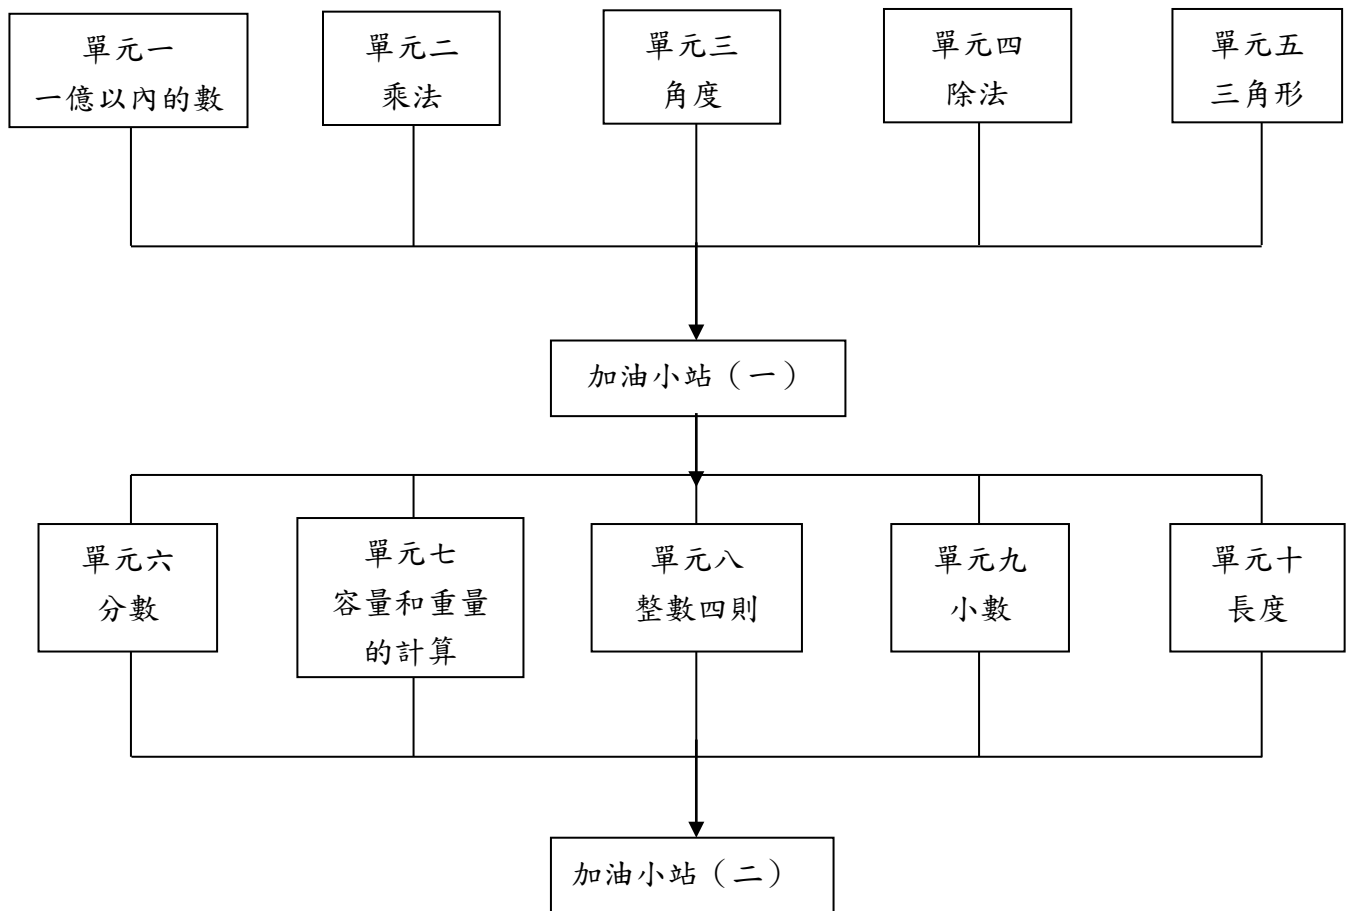 單元一
一億以內的數
單元二
乘法
單元三
角度
單元四
除法
單元五
三角形
加油小站（一）
單元六
分數
單元七
容量和重量
的計算
單元八
整數四則
單元九
小數
單元十
長度
加油小站（二）